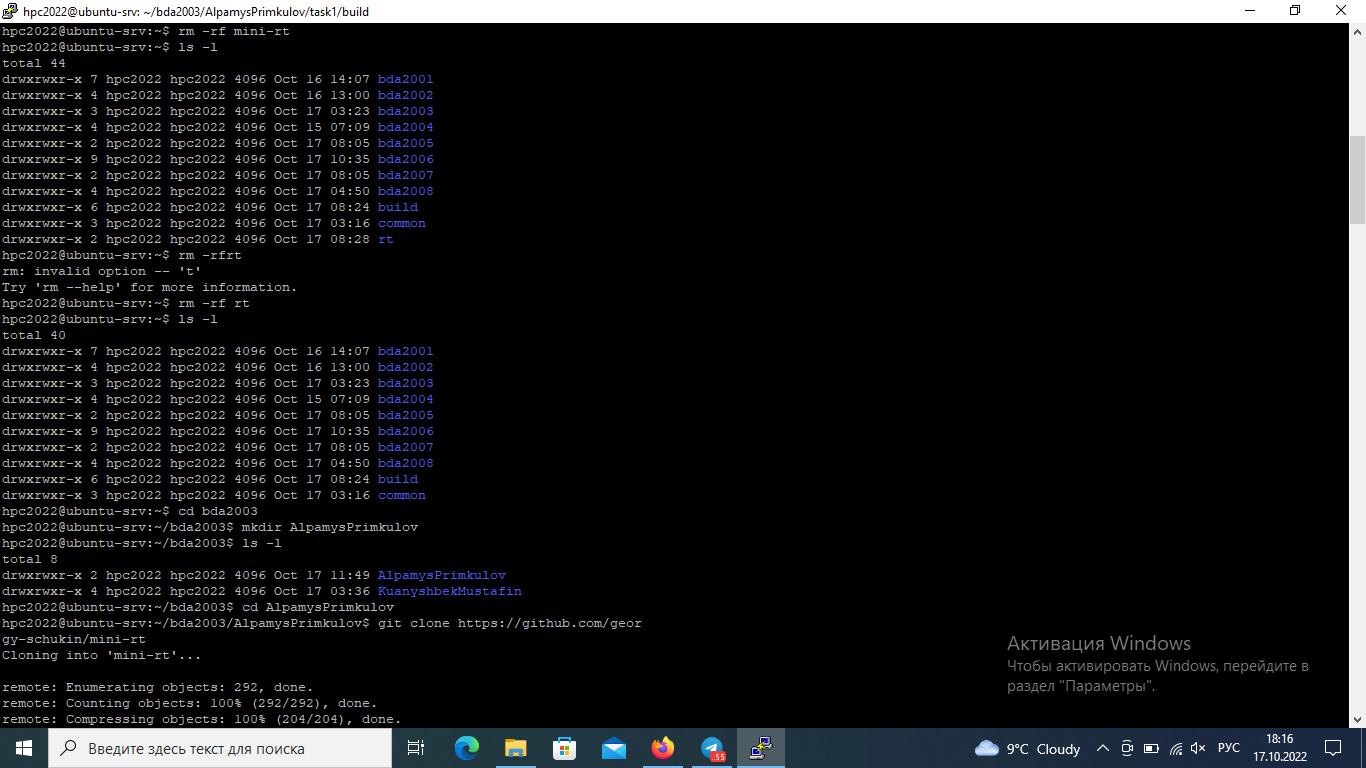 hpc2022@ubuntu-srv: ~/bda2003/AlpamysPrimkulov/task1/build
hpc2022@ubuntu-srv:~$ rm -rf mini-rt
hpc2022@ubuntu-srv:~$ ls -l
total 44
drwxrwxr-x 7 hpc2022 hpc2022 4096 Oct 16 14:07 bda2001
drwxrwxr-x 4 hpc2022 hpc2022 4096 Oct 16 13:00 bda2002
drwxrwxr-x 3 hpc2022 hpc2022 4096 Oct 17 03:23 bda2003
drwxrwxr-x 4 hpc2022 hpc2022 4096 Oct 15 07:09 bda2004
drwxrwxr-x 2 hpc2022 hpc2022 4096 Oct 17 08:05 bda2005
drwxrwxr-x 9 hpc2022 hpc2022 4096 Oct 17 10:35 bda2006
drwxrwxr-x 2 hpc2022 hpc2022 4096 Oct 17 08:05 bda2007
drwxrwxr-x 4 hpc2022 hpc2022 4096 Oct 17 04:50 bda2008
drwxrwxr-x 6 hpc2022 hpc2022 4096 Oct 17 08:24 build
drwxrwxr-x 3 hpc2022 hpc2022 4096 Oct 17 03:16 common
drwxrwxr-x 2 hpc2022 hpc2022 4096 Oct 17 08:28 rt
hpc2022@ubuntu-srv:~$ rm -rfrt
rm: invalid option -- 't'
Try 'rm --help' for more information.
hpc2022@ubuntu-srv:~$ rm -rf rt
hpc2022@ubuntu-srv:~$ ls -l
total 40
drwxrwxr-x 7 hpc2022 hpc2022 4096 Oct 16 14:07 bda2001
drwxrwxr-x 4 hpc2022 hpc2022 4096 Oct 16 13:00 bda2002
drwxrwxr-x 3 hpc2022 hpc2022 4096 Oct 17 03:23 bda2003
drwxrwxr-x 4 hpc2022 hpc2022 4096 Oct 15 07:09 bda2004
drwxrwxr-x 2 hpc2022 hpc2022 4096 Oct 17 08:05 bda2005
drwxrwxr-x 9 hpc2022 hpc2022 4096 Oct 17 10:35 bda2006
drwxrwxr-x 2 hpc2022 hpc2022 4096 Oct 17 08:05 bda2007
drwxrwxr-x 4 hpc2022 hpc2022 4096 Oct 17 04:50 bda2008
drwxrwxr-x 6 hpc2022 hpc2022 4096 Oct 17 08:24 build
drwxrwxr-x 3 hpc2022 hpc2022 4096 Oct 17 03:16 common
hpc2022@ubuntu-srv:~$ cd bda2003
hpc2022@ubuntu-srv:~/bda2003$ mkdir AlpamysPrimkulov
hpc2022@ubuntu-srv:~/bda2003$ ls -l
total 8
drwxrwxr-x 2 hpc2022 hpc2022 4096 Oct 17 11:49 AlpamysPrimkulov
drwxrwxr-x 4 hpc2022 hpc2022 4096 Oct 17 03:36 KuanyshbekMustafin
hpc2022@ubuntu-srv:~/bda2003$ cd AlpamysPrimkulov
hpc2022@ubuntu-srv:~/bda2003/AlpamysPrimkulov$ git clone https://github.com/geor
gy-schukin/mini-rt
Cloning into 'mini-rt'...
remote: Enumerating objects: 292, done.
remote: Counting objects: 100% (292/292), done.
remote: Compressing objects: 100% (204/204), done.
Активация Windows
Чтобы активировать Windows, перейдите в
раздел "Параметры".
Введите здесь текст для поиска
55
9°C Cloudy
РУС
18:16
17.10.2022